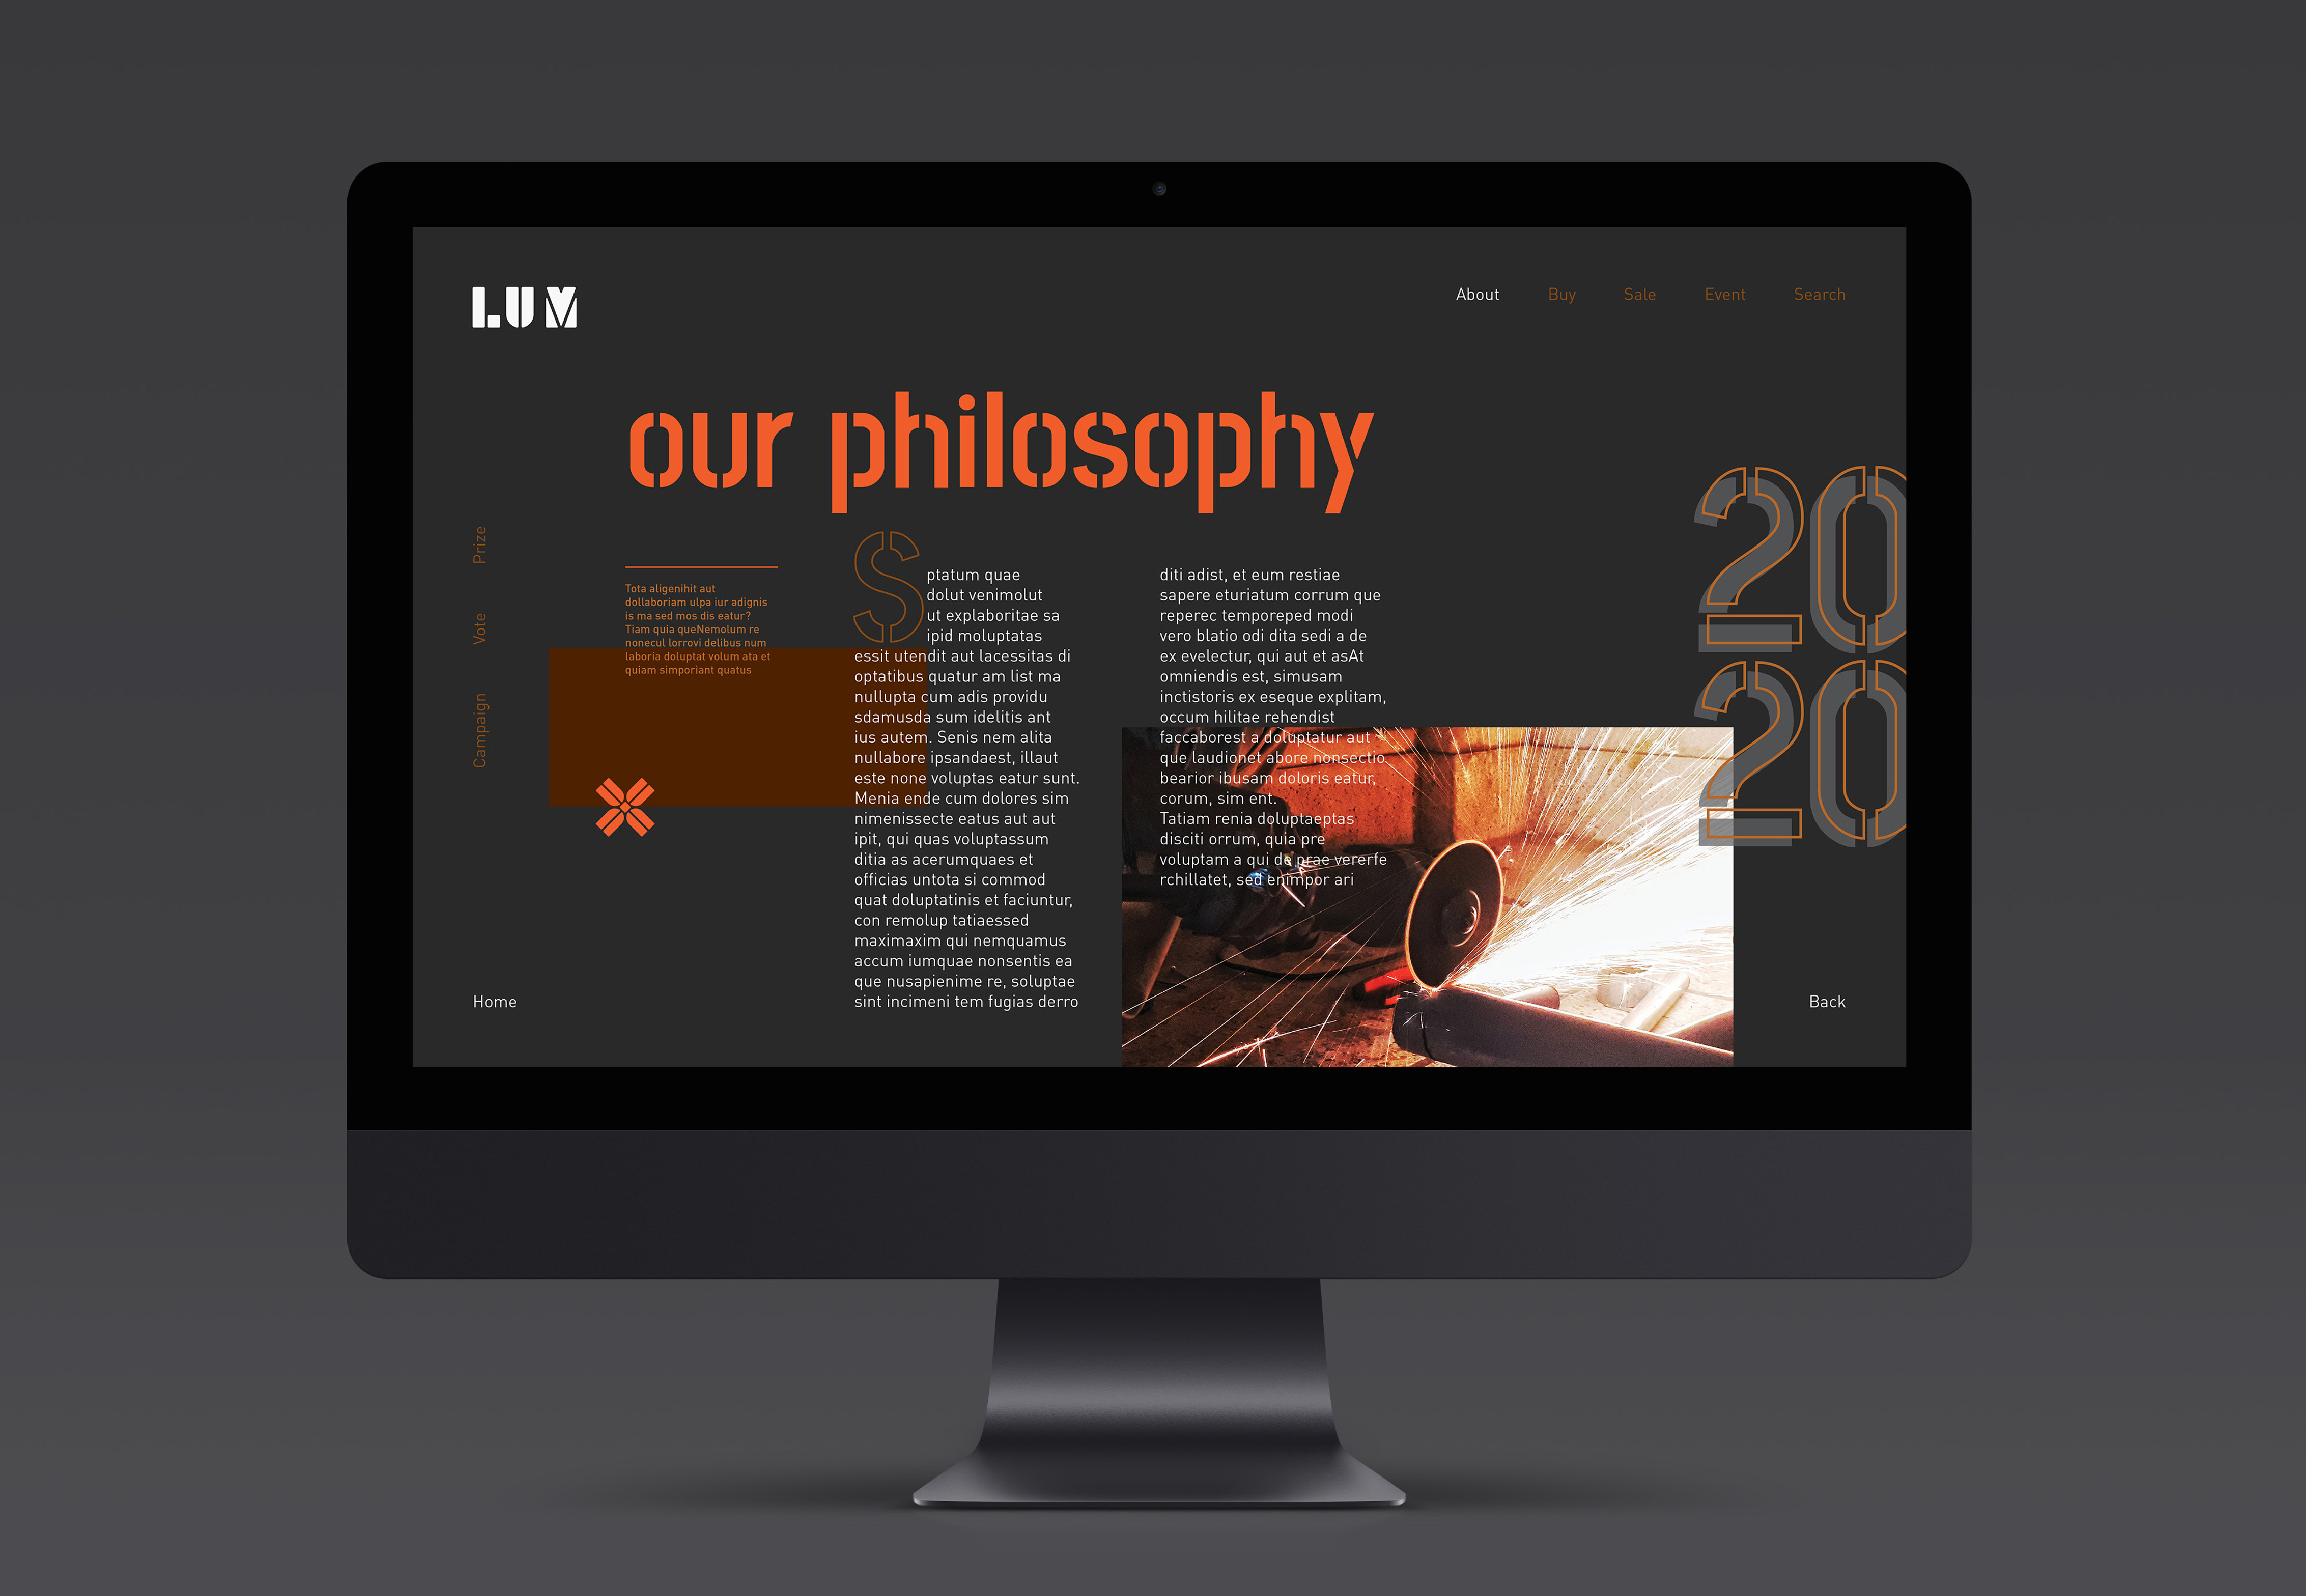 LUM
About Buy Sale Event Search
our philosophy
Prize
Vote
Campaign
Tota aligenihit aut
dollaboriam ulpa iur adignis
is ma sed mos dis eatur?
Tiam quia queNemolum re
nonecul lorrovi delibus num
laboria doluptat volum ata et
quiam simporiant quatus
S
ptatum quae
dolut venimolut
ut explaboritae sa
ipid moluptatas
essit utendit aut lacessitas di
optatibus quatur am list ma
nullupta cum adis providu
sdamusda sum idelitis ant
ius autem. Senis nem alita
nullabore ipsandaest, illaut
este none voluptas eatur sunt.
Menia ende cum dolores sim
nimenissecte eatus aut aut
ipit, qui quas voluptassum
ditia as acerumquaes et
officias untota si commod
quat doluptatinis et faciuntur,
con remolup tatiaessed
maximaxim qui nemquamus
accum iumquae nonsentis ea
que nusapienime re, soluptae
sint incimeni tem fugias derro
diti adist, et eum restiae
sapere eturiatum corrum que
reperec temporeped modi
vero blatio odi dita sedi a de
ex evelectur, qui aut et asAt
omniendis est, simusam
inctistoris ex eseque explitam,
occum hilitae rehendist
faccaborest a doluptatur aut
que laudionet abore nonsectio
bearior ibusam doloris eatur,
corum, sim ent.
Tatiam renia doluptaeptas
disciti orrum, quia pre
voluptam a qui de prae vererfe
rchillatet, sed enimpor ari
20
20
Home
Back